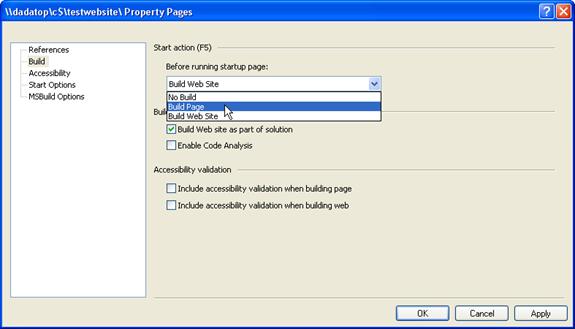 \\dadatop\c$\testwebsite\ Property Pages
References
Build
Accessibility
Start Options
MSBuild Options
Start action (F5)
Before running startup page:
Build Web Site
No Build
Build Page
Build Web Site
Buil
Build Web site as part of solution
Enable Code Analysis
Accessibility validation
Include accessibility validation when building page
Include accessibility validation when building web
OK
Cancel
Apply